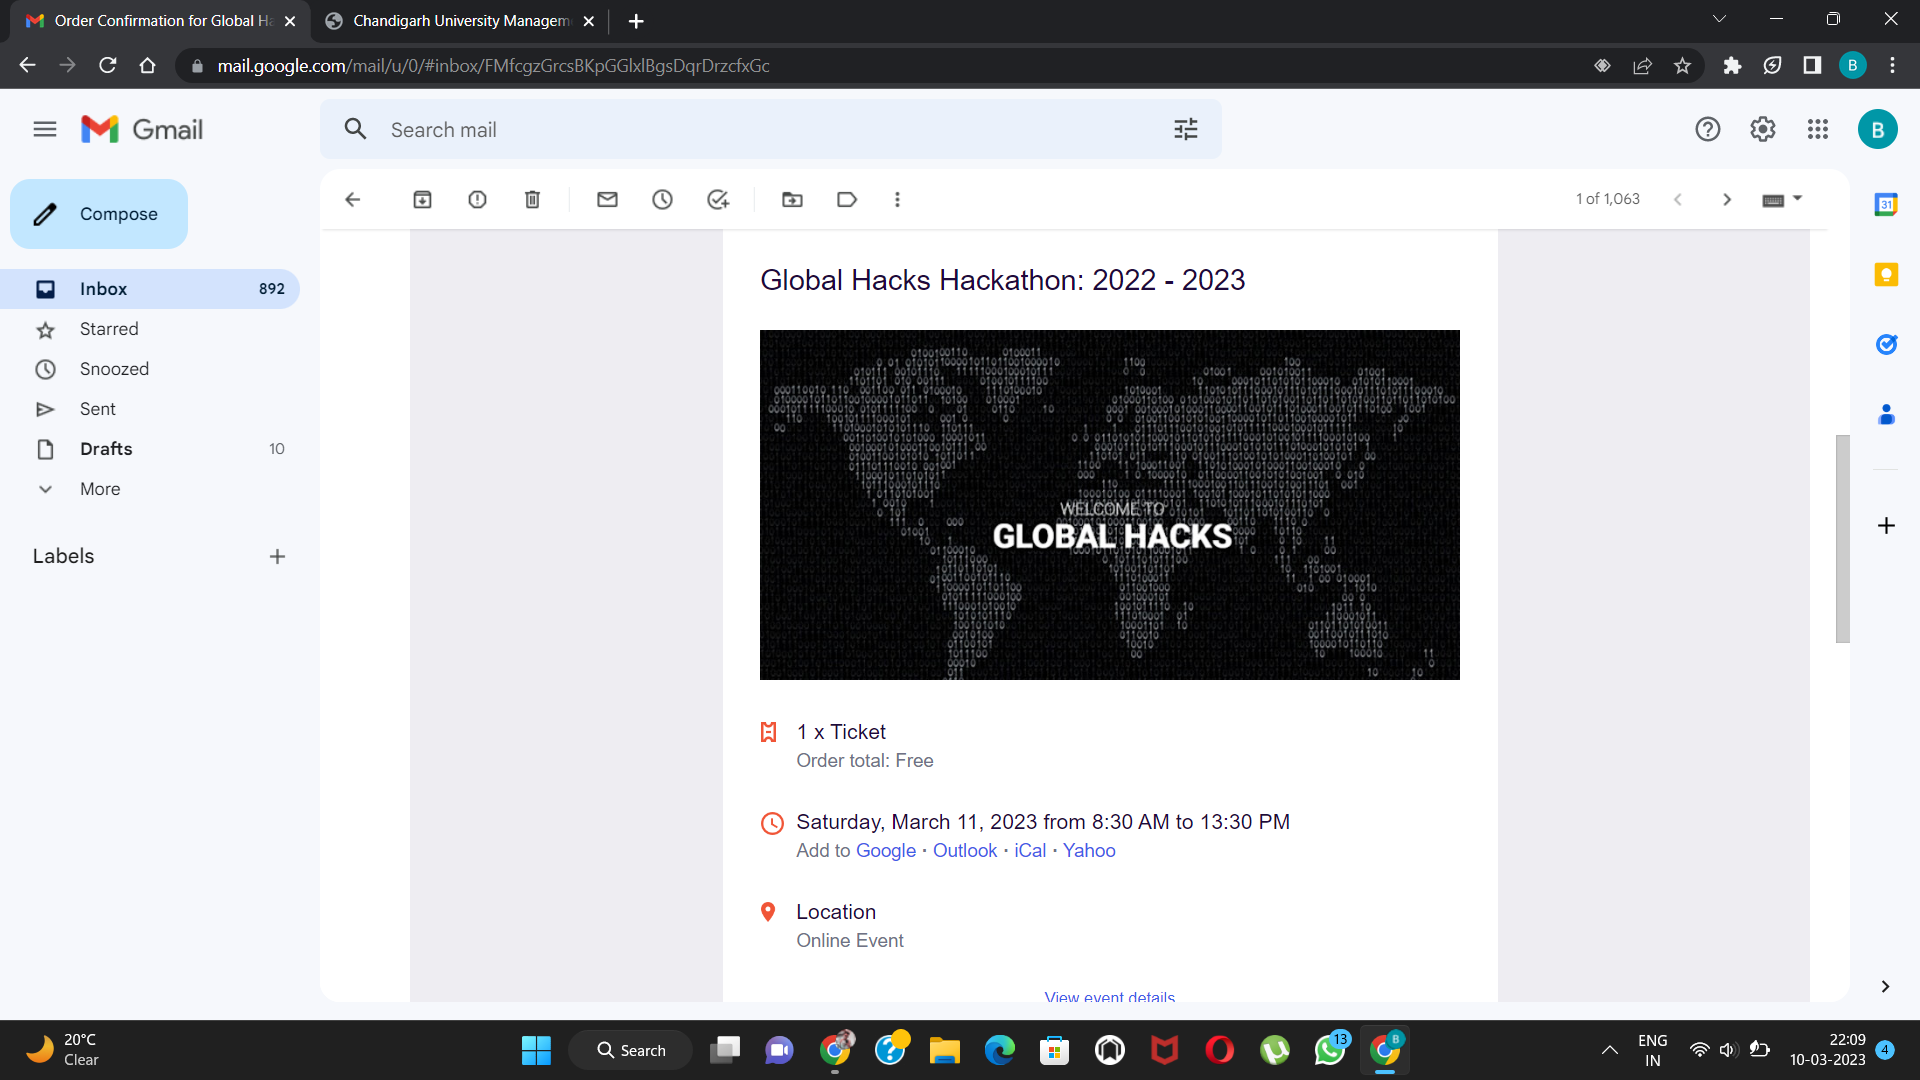 Order Confirmation for Global Ha
Chandigarh University Managem
mail.google.com/mail/u/0/#inbox/FMfcgzGrcsBKpGGlxlBgsDqrDrzcfxGc
B
Gmail
Search mail
B
Compose
1 of 1,063
31
Inbox 892
Starred
Snoozed
Sent
Drafts 10
More
Labels
Global Hacks Hackathon: 2022 - 2023
WELCOME TO
GLOBAL HACKS
1 x Ticket
Order total: Free
Saturday, March 11, 2023 from 8:30 AM to 13:30 PM
Add to Google · Outlook · iCal · Yahoo
Location
Online Event
View event details
20°C
Clear
Search
13
B
ENG
IN
22:09
10-03-2023
4